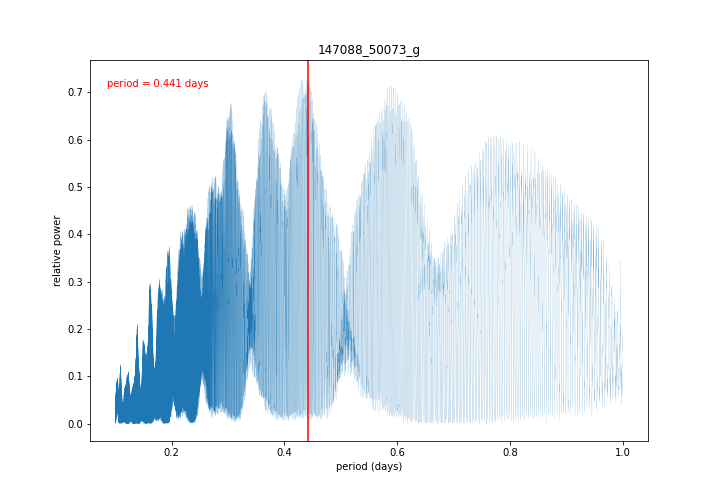 147088_50073_g
period = 0.441 days
relative power
0.7
0.6
0.5
0.4
0.3
0.2
0.1
0.0
0.2 0.4 0.6 0.8 1.0
period (days)